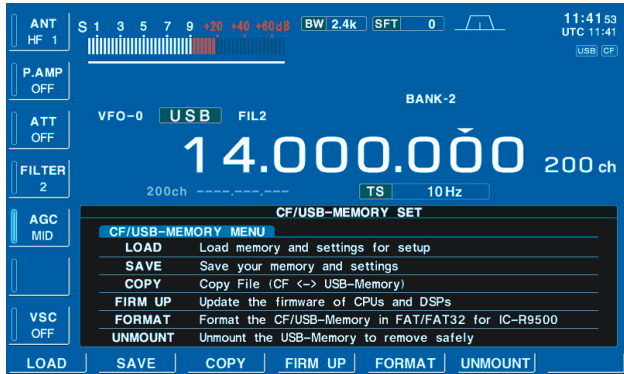 ANT
HF 1
S 1 3 5 7 9 +20 +40 +60dB
BW 2.4k SFT 0
11:41 53
UTC 11:41
USB CF
P.AMP
OFF
BANK-2
VFO-0 USB FIL2
ATT
OFF
14.000.000 200 ch
FILTER
2
200ch ----.---.---
TS 10Hz
AGC
MID
CF/USB-MEMORY SET
CF/USB-MEMORY MENU
LOAD Load memory and settings for setup
SAVE Save your memory and settings
COPY Copy File (CF <-> USB-Memory)
FIRM UP Update the firmware of CPUs and DSPs
FORMAT Format the CF/USB-Memory in FAT/FAT32 for IC-R9500
UNMOUNT Unmount the USB-Memory to remove safely
VSC
OFF
LOAD SAVE COPY FIRM UP FORMAT UNMOUNT